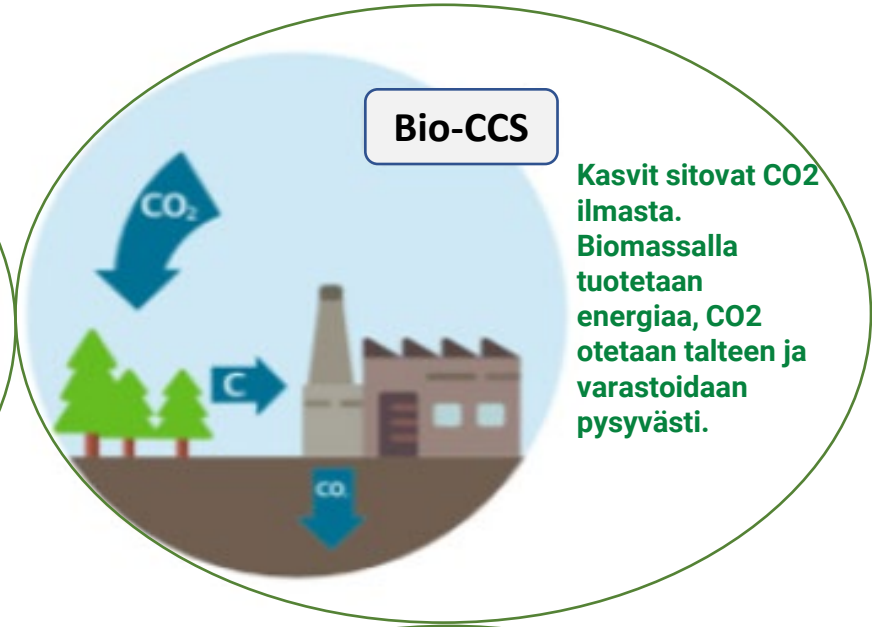 Bio-CCS
Kasvit sitovat CO2
ilmasta.
Biomassalla
tuotetaan
energiaa, CO2
otetaan talteen ja
varastoidaan
pysyvästi.
CO₂
C
CO₂